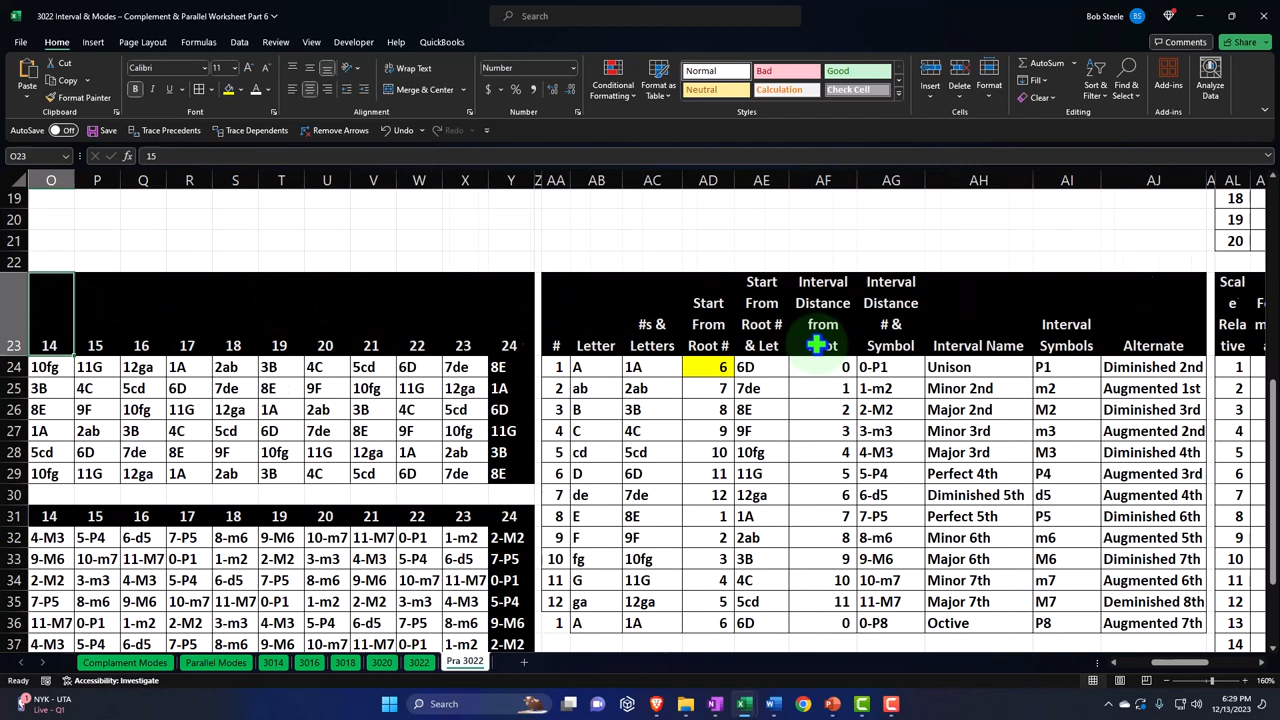 3022 Interval & Modes – Complement & Parallel Worksheet Part 6
Search
Bob Steele BS
File Home Insert Page Layout Formulas Data Review View Developer Help QuickBooks
Comments Share
Paste Cut Copy Format Painter
Calibri 11
Wrap Text
Merge & Center
Number
Conditional Formatting Format as Table
Normal Bad Good
Neutral Calculation Check Cell
Insert Delete Format
AutoSum Fill Clear
Sort & Filter Find & Select
Add-ins Analyze Data
Clipboard Font Alignment Number Styles Cells Editing Add-ins
AutoSave Off Save Trace Precedents Trace Dependents Remove Arrows Undo Redo
O23 fx 15
O P Q R S T U V W X Y Z AA AB AC AD AE AF AG AH AI AJ A AL
19 18
20 19
21 20
22
Start Interval Interval Scal
Start From Distance Distance e
#s & From Root # from # & Interval Rela
23 14 15 16 17 18 19 20 21 22 23 24 # Letter Letters Root # & Let Symbol Interval Name Symbols Alternate tive
24 10fg 11G 12ga 1A 2ab 3B 4C 5cd 6D 7de 8E 1 A 1A 6 6D 0 0-P1 Unison P1 Diminished 2nd 1
25 3B 4C 5cd 6D 7de 8E 9F 10fg 11G 12ga 1A 2 ab 2ab 7 7de 1 1-m2 Minor 2nd m2 Augmented 1st 2
26 8E 9F 10fg 11G 12ga 1A 2ab 3B 4C 5cd 6D 3 B 3B 8 8E 2 2-M2 Major 2nd M2 Diminished 3rd 3
27 1A 2ab 3B 4C 5cd 6D 7de 8E 9F 10fg 11G 4 C 4C 9 9F 3 3-m3 Minor 3rd m3 Augmented 2nd 4
28 5cd 6D 7de 8E 9F 10fg 11G 12ga 1A 2ab 3B 5 cd 5cd 10 10fg 4 4-M3 Major 3rd M3 Diminished 4th 5
29 10fg 11G 12ga 1A 2ab 3B 4C 5cd 6D 7de 8E 6 D 6D 11 11G 5 5-P4 Perfect 4th P4 Augmented 3rd 6
30 7 de 7de 12 12ga 6 6-d5 Diminished 5th d5 Augmented 4th 7
31 14 15 16 17 18 19 20 21 22 23 24 8 E 8E 1 1A 7 7-P5 Perfect 5th P5 Diminished 6th 8
32 4-M3 5-P4 6-d5 7-P5 8-m6 9-M6 10-m7 11-M7 0-P1 1-m2 2-M2 9 F 9F 2 2ab 8 8-m6 Minor 6th m6 Augmented 5th 9
33 9-M6 10-m7 11-M7 0-P1 1-m2 2-M2 3-m3 4-M3 5-P4 6-d5 7-P5 10 fg 10fg 3 3B 9 9-M6 Major 6th M6 Diminished 7th 10
34 2-M2 3-m3 4-M3 5-P4 6-d5 7-P5 8-m6 9-M6 10-m7 11-M7 0-P1 11 G 11G 4 4C 10 10-m7 Minor 7th m7 Augmented 6th 11
35 7-P5 8-m6 9-M6 10-m7 11-M7 0-P1 1-m2 2-M2 3-m3 4-M3 5-P4 12 ga 12ga 5 5cd 11 11-M7 Major 7th M7 Deminished 8th 12
36 11-M7 0-P1 1-m2 2-M2 3-m3 4-M3 5-P4 6-d5 7-P5 8-m6 9-M6 1 A 1A 6 6D 0 0-P8 Octive P8 Augmented 7th 13
37 4-M3 5-P4 6-d5 7-P5 8-m6 9-M6 10-m7 11-M7 0-P1 1-m2 2-M2 14
Complament Modes Parallel Modes 3014 3016 3018 3020 3022 Pra 3022
Ready Accessibility: Investigate 160%
NYK - UTA
Live - Q1
Search
6:29 PM
12/13/2023